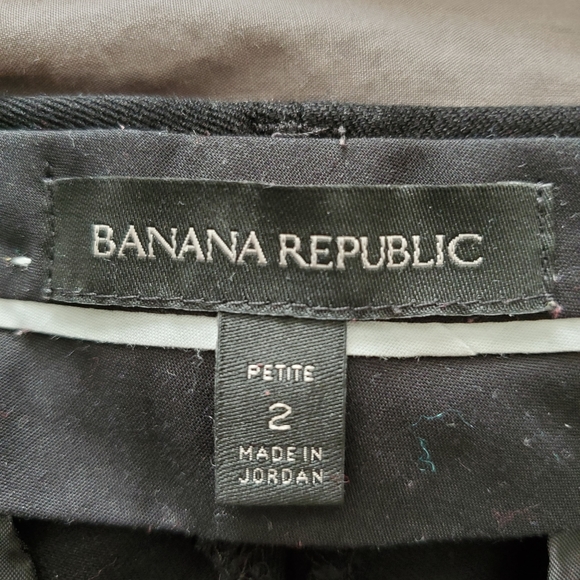 BANANA REPUBLIC
PETITE
2
MADE IN
JORDAN